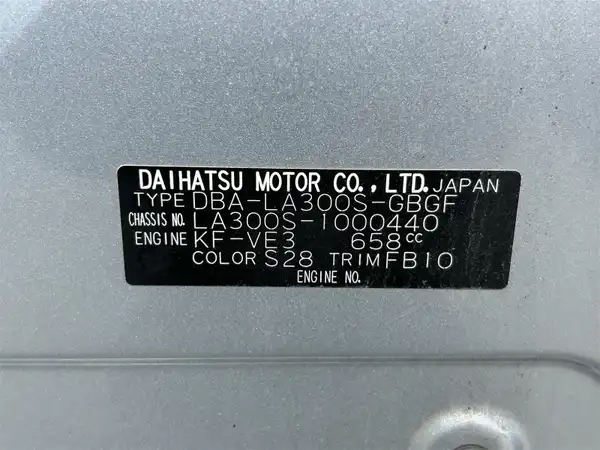 DAIHATSU MOTOR CO., LTD. JAPAN
TYPE DBA-LA300S-GBGF
CHASSIS NO. LA300S-1000440
ENGINE KF-VE3 658cc
COLOR S28 TRIM FB10
ENGINE NO.